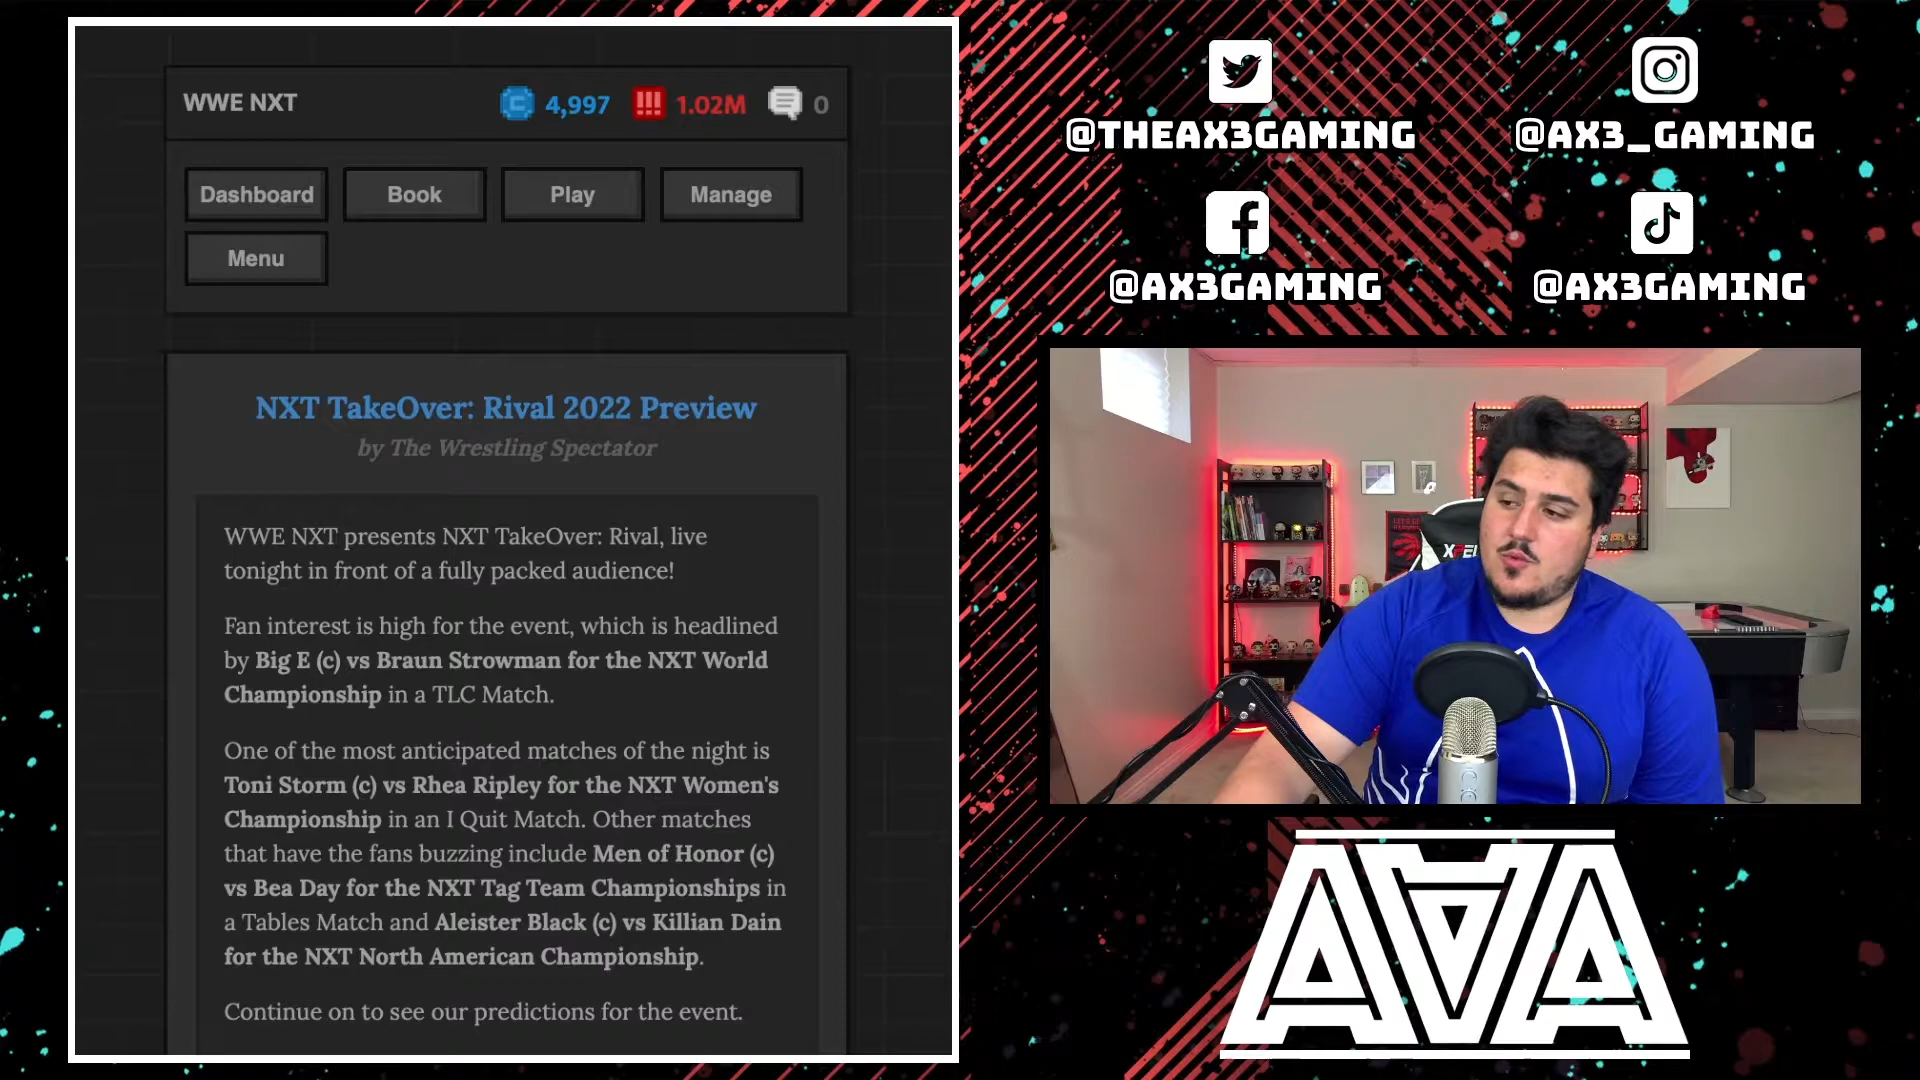 WWE NXT
4,997
1.02M
0
Dashboard
Book
Play
Manage
Menu
NXT TakeOver: Rival 2022 Preview
by The Wrestling Spectator
WWE NXT presents NXT TakeOver: Rival, live
tonight in front of a fully packed audience!
Fan interest is high for the event, which is headlined
by Big E (c) vs Braun Strowman for the NXT World
Championship in a TLC Match.
One of the most anticipated matches of the night is
Toni Storm (c) vs Rhea Ripley for the NXT Women's
Championship in an I Quit Match. Other matches
that have the fans buzzing include Men of Honor (c)
vs Bea Day for the NXT Tag Team Championships in
a Tables Match and Aleister Black (c) vs Killian Dain
for the NXT North American Championship.
Continue on to see our predictions for the event.
@THEAX3GAMING
@AX3_GAMING
@AX3GAMING
@AX3GAMING